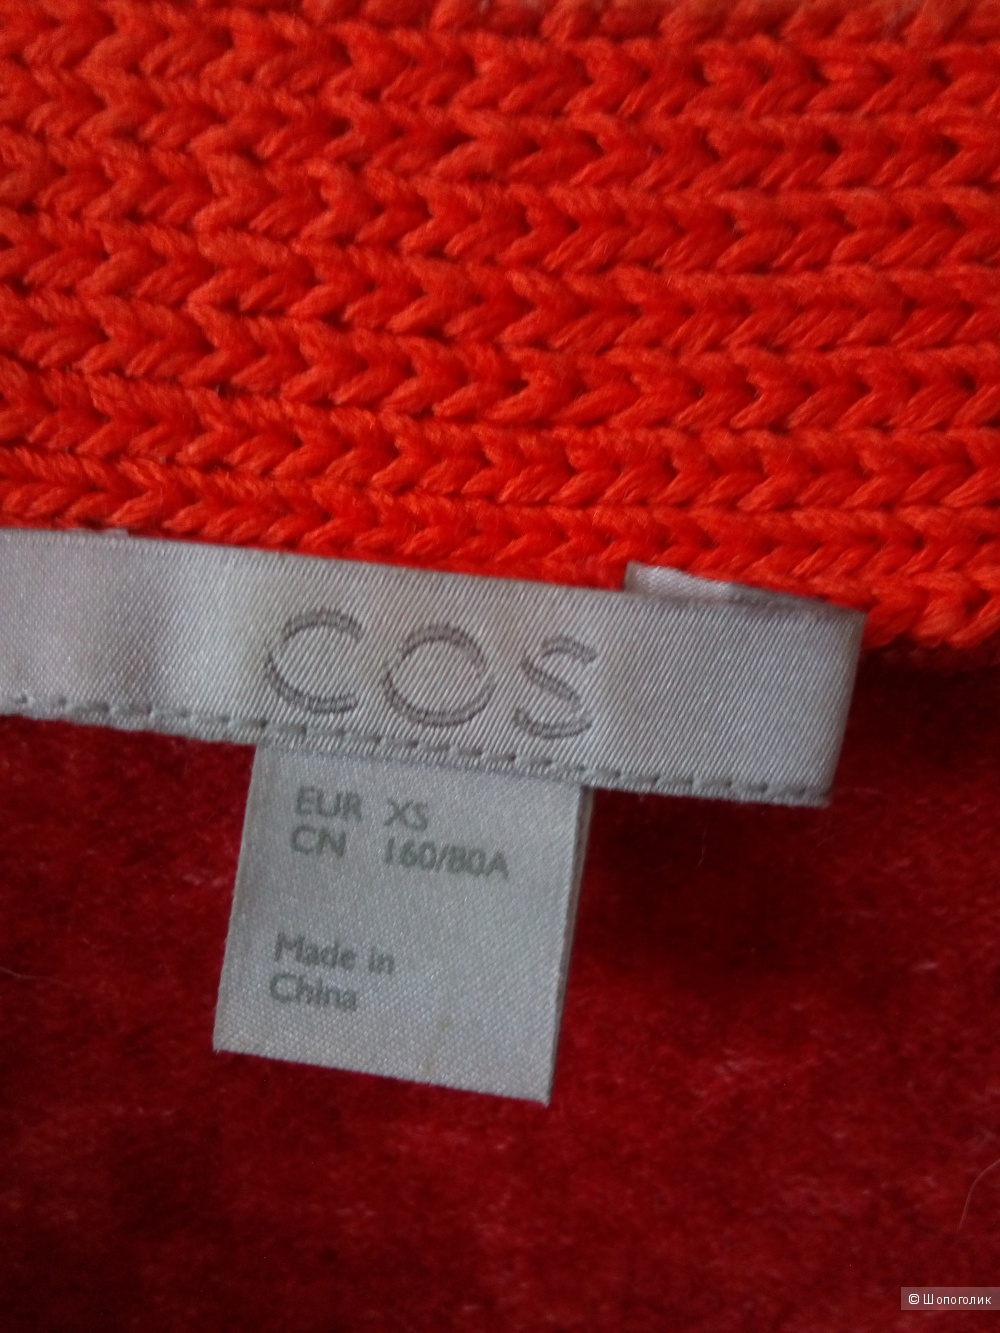 COS
EUR XS
CN 160/80A
Made in
China
© Шопоголик